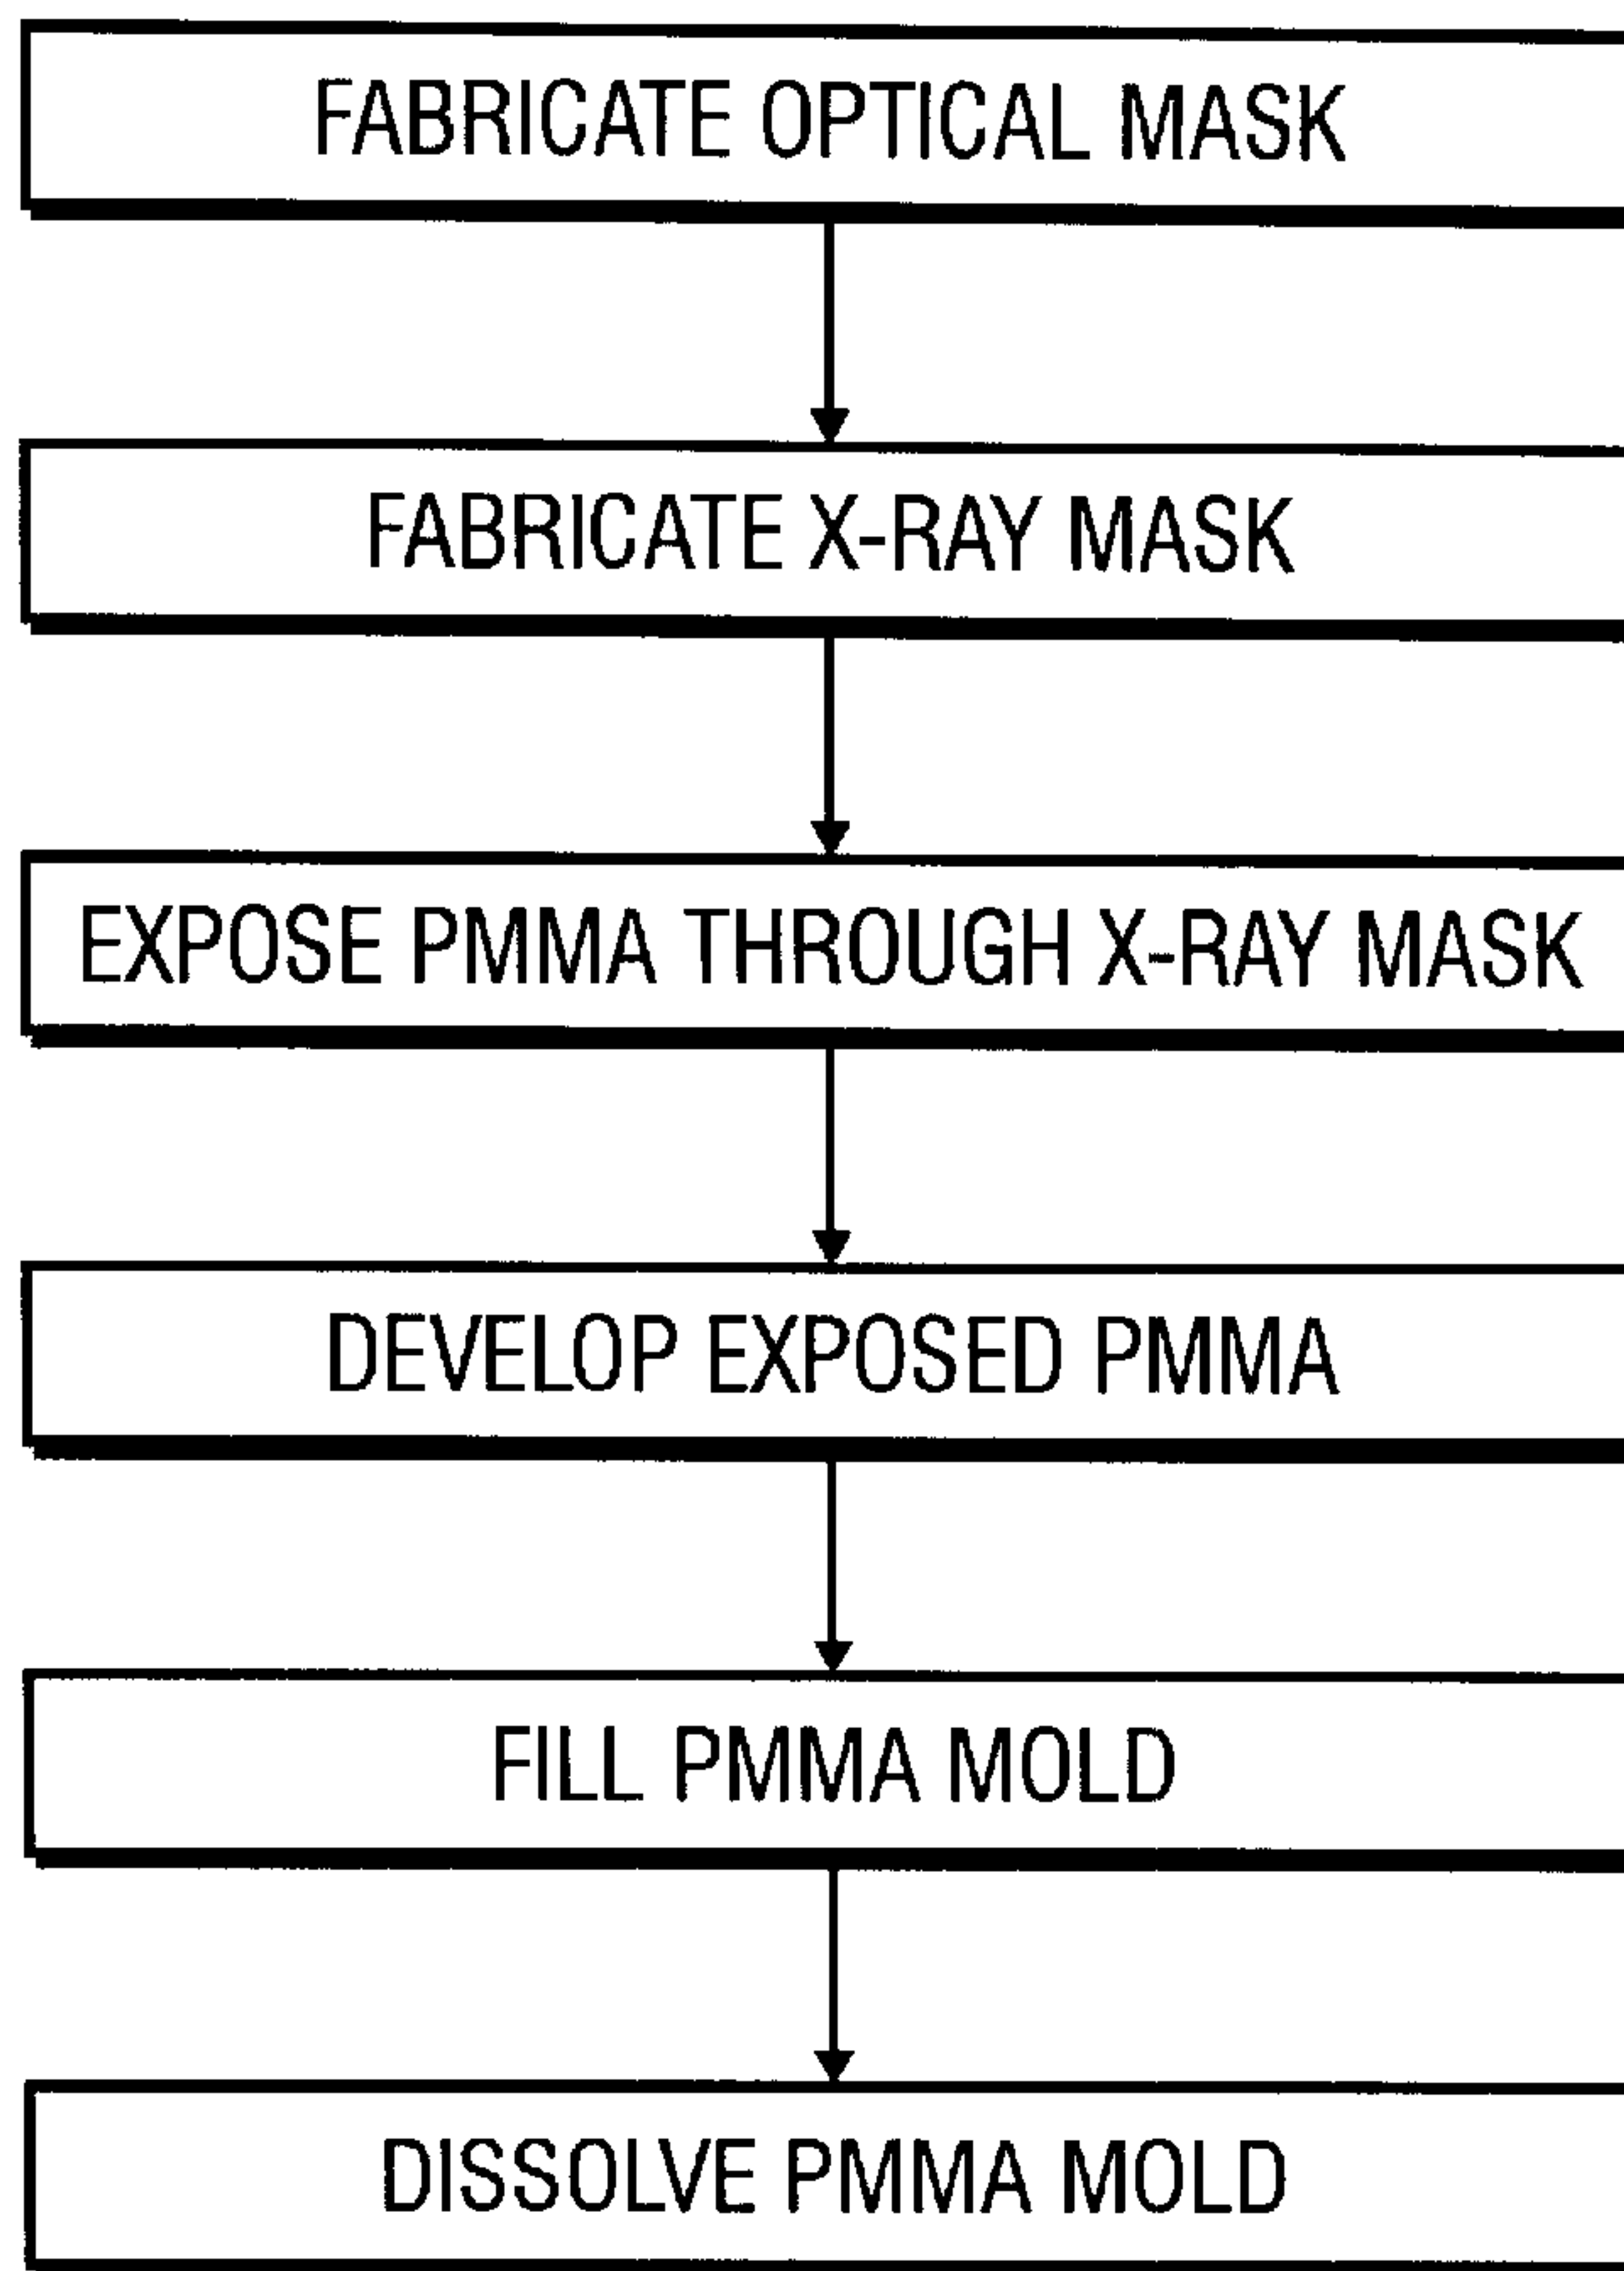 FABRICATE OPTICAL MASK
FABRICATE X-RAY MASK
EXPOSE PMMA THROUGH X-RAY MASK
DEVELOP EXPOSED PMMA
FILL PMMA MOLD
DISSOLVE PMMA MOLD